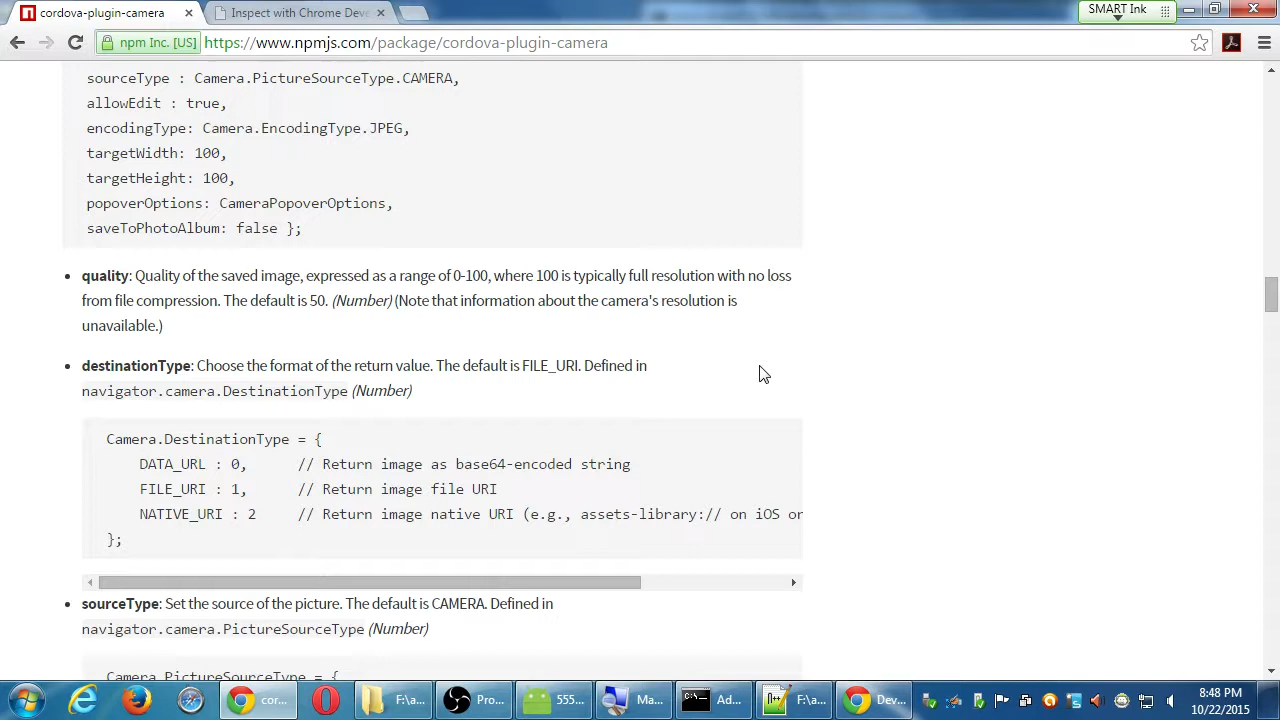 cordova-plugin-camera
Inspect with Chrome Deve
SMART Ink
npm Inc. [US]
https://www.npmjs.com/package/cordova-plugin-camera
sourceType : Camera.PictureSourceType.CAMERA,
allowEdit : true,
encodingType: Camera.EncodingType.JPEG,
targetWidth: 100,
targetHeight: 100,
popoverOptions: CameraPopoverOptions,
saveToPhotoAlbum: false };
• quality: Quality of the saved image, expressed as a range of 0-100, where 100 is typically full resolution with no loss
from file compression. The default is 50. (Number) (Note that information about the camera's resolution is
unavailable.)
• destinationType: Choose the format of the return value. The default is FILE_URI. Defined in
navigator.camera.DestinationType (Number)
Camera.DestinationType = {
DATA_URL : 0,      // Return image as base64-encoded string
FILE_URI : 1,      // Return image file URI
NATIVE_URI : 2     // Return image native URI (e.g., assets-library:// on iOS or
};
• sourceType: Set the source of the picture. The default is CAMERA. Defined in
navigator.camera.PictureSourceType (Number)
Camera.PictureSourceType = {
cor...
F:\a...
Pro...
555...
Ma...
Ad...
F:\a...
Dev...
8:48 PM
10/22/2015